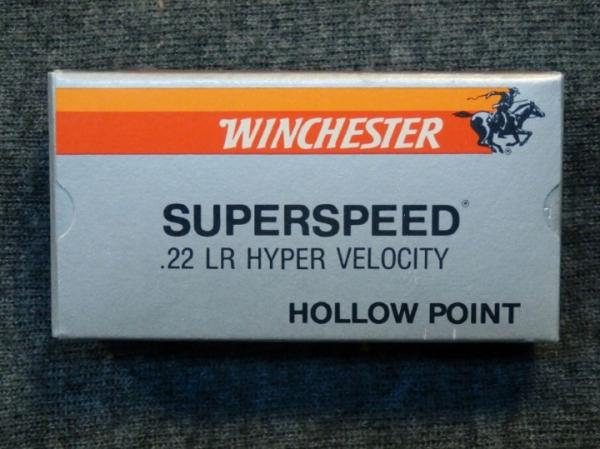 WINCHESTER
®
SUPERSPEED®
.22 LR HYPER VELOCITY
HOLLOW POINT